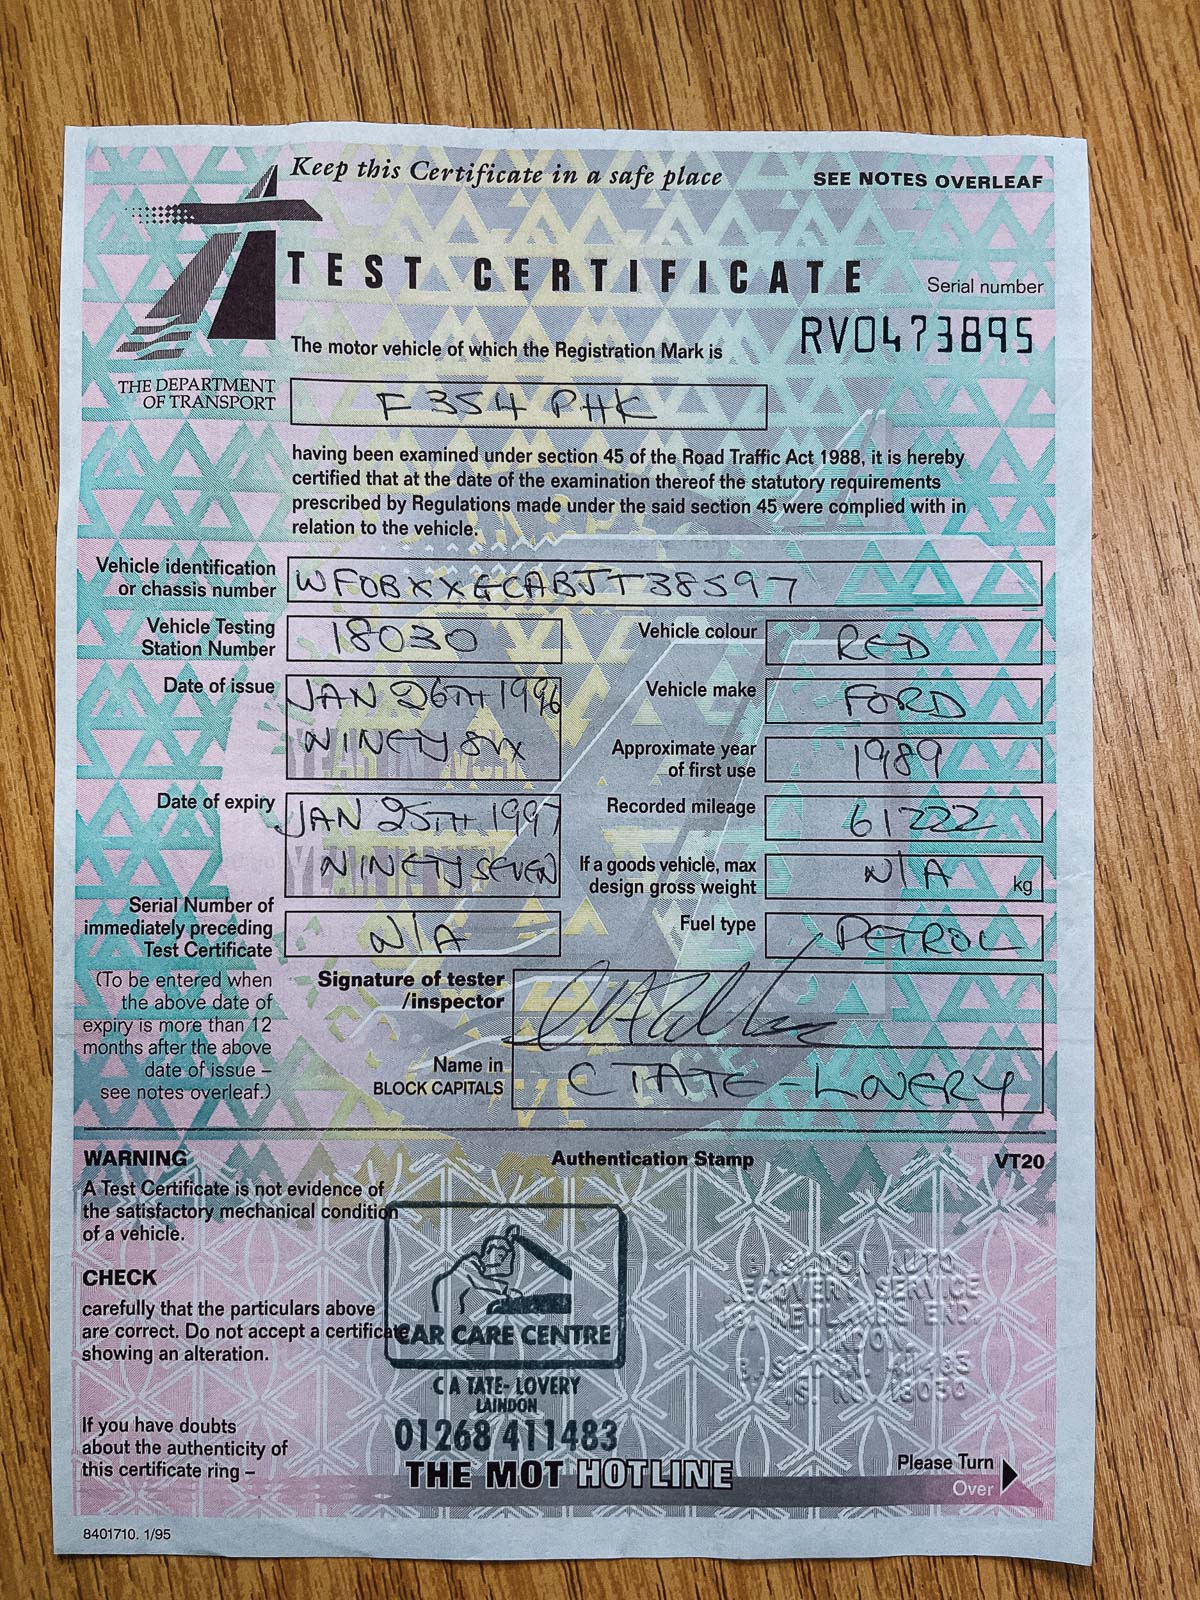 Keep this Certificate in a safe place
SEE NOTES OVERLEAF
TEST CERTIFICATE
Serial number
RV0473895
The motor vehicle of which the Registration Mark is
THE DEPARTMENT
OF TRANSPORT
F354 PHK
having been examined under section 45 of the Road Traffic Act 1988, it is hereby
certified that at the date of the examination thereof the statutory requirements
prescribed by Regulations made under the said section 45 were complied with in
relation to the vehicle.
Vehicle identification
or chassis number
WF0BXXGCABJT38597
Vehicle Testing
Station Number
18030
Vehicle colour
RED
Date of issue
JAN 26TH 1996
NINETY SIX
Vehicle make
FORD
Approximate year
of first use
1989
Date of expiry
JAN 25TH 1997
NINETY SEVEN
Recorded mileage
61222
If a goods vehicle, max
design gross weight
N/A
kg
Serial Number of
immediately preceding
Test Certificate
N/A
Fuel type
PETROL
(To be entered when
the above date of
expiry is more than 12
months after the above
date of issue –
see notes overleaf.)
Signature of tester
/inspector
Name in
BLOCK CAPITALS
C TATE-LOVERY
WARNING
A Test Certificate is not evidence of
the satisfactory mechanical condition
of a vehicle.
Authentication Stamp
VT20
CHECK
carefully that the particulars above
are correct. Do not accept a certificate
showing an alteration.
CAR CARE CENTRE
C A TATE-LOVERY
LAINDON
01268 411483
BASILDON AUTO
RECOVERY SERVICE
NEWLANDS END.
BASILDON. 411483
18030
If you have doubts
about the authenticity of
this certificate ring –
THE MOT HOTLINE
Please Turn
Over
8401710. 1/95